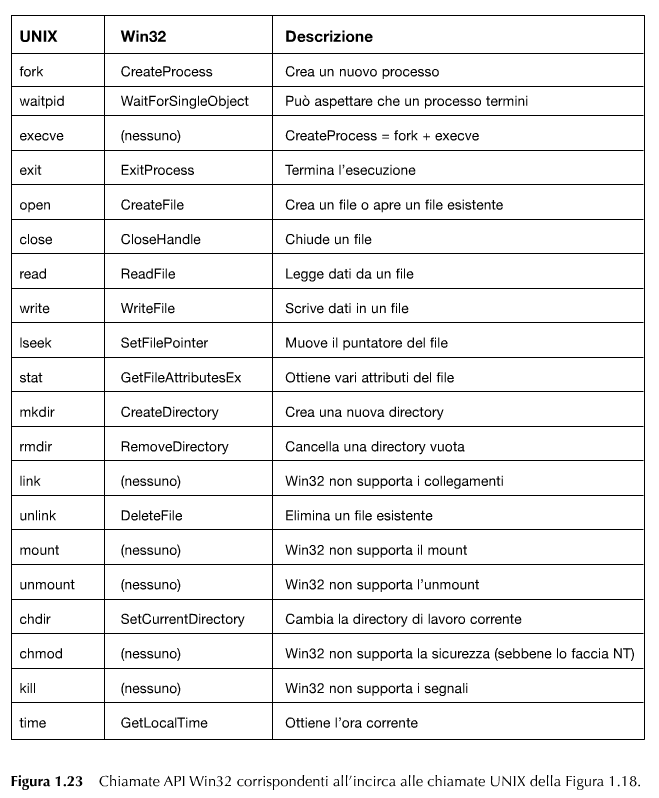 UNIX Win32 Descrizione
fork CreateProcess Crea un nuovo processo
waitpid WaitForSingleObject Può aspettare che un processo termini
execve (nessuno) CreateProcess = fork + execve
exit ExitProcess Termina l'esecuzione
open CreateFile Crea un file o apre un file esistente
close CloseHandle Chiude un file
read ReadFile Legge dati da un file
write WriteFile Scrive dati in un file
lseek SetFilePointer Muove il puntatore del file
stat GetFileAttributesEx Ottiene vari attributi del file
mkdir CreateDirectory Crea una nuova directory
rmdir RemoveDirectory Cancella una directory vuota
link (nessuno) Win32 non supporta i collegamenti
unlink DeleteFile Elimina un file esistente
mount (nessuno) Win32 non supporta il mount
unmount (nessuno) Win32 non supporta l'unmount
chdir SetCurrentDirectory Cambia la directory di lavoro corrente
chmod (nessuno) Win32 non supporta la sicurezza (sebbene lo faccia NT)
kill (nessuno) Win32 non supporta i segnali
time GetLocalTime Ottiene l'ora corrente
Figura 1.23 Chiamate API Win32 corrispondenti all'incirca alle chiamate UNIX della Figura 1.18.